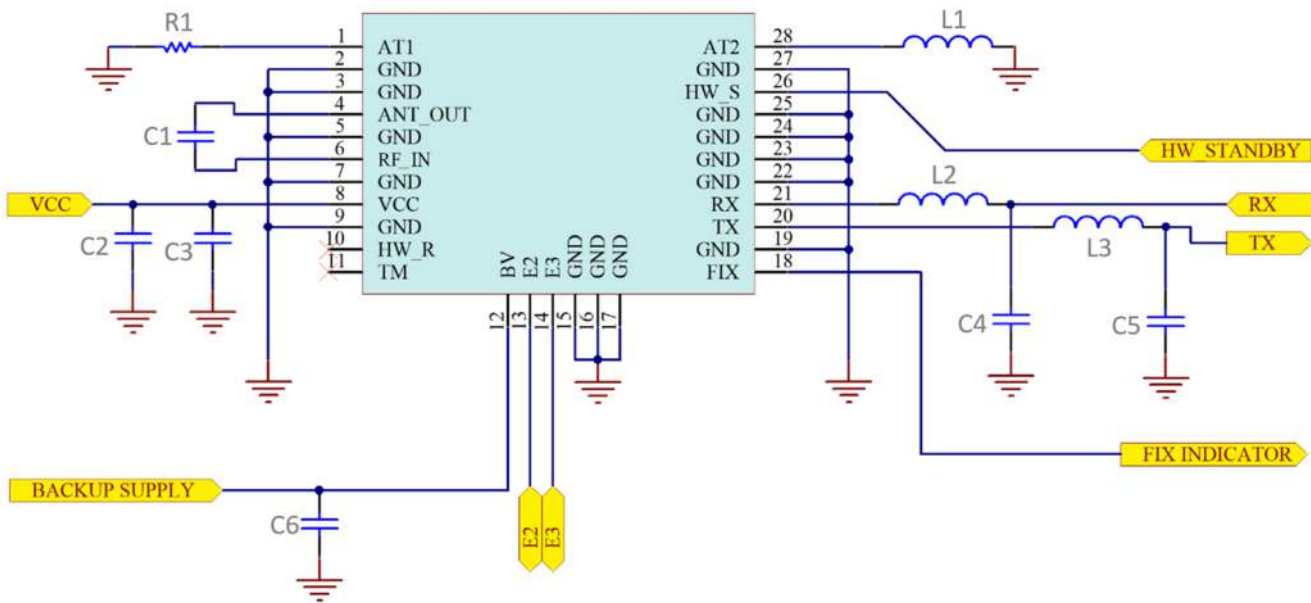 R1
L1
1 AT1 AT2 28
2 GND GND 27
3 GND HW_S 26
4 ANT_OUT GND 25
C1
5 GND GND 24
6 RF_IN GND 23
HW_STANDBY
7 GND GND 22
L2
VCC 8 VCC RX 21 RX
9 GND TX 20
C2 C3 L3 TX
10 HW_R GND 19
11 TM FIX 18
BV E2 E3 GND GND GND
12 13 14 15 16 17
C4 C5
FIX INDICATOR
BACKUP SUPPLY
C6
E2 E3